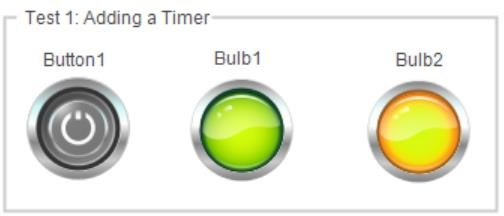 Test 1: Adding a Timer
Button1
Bulb1
Bulb2